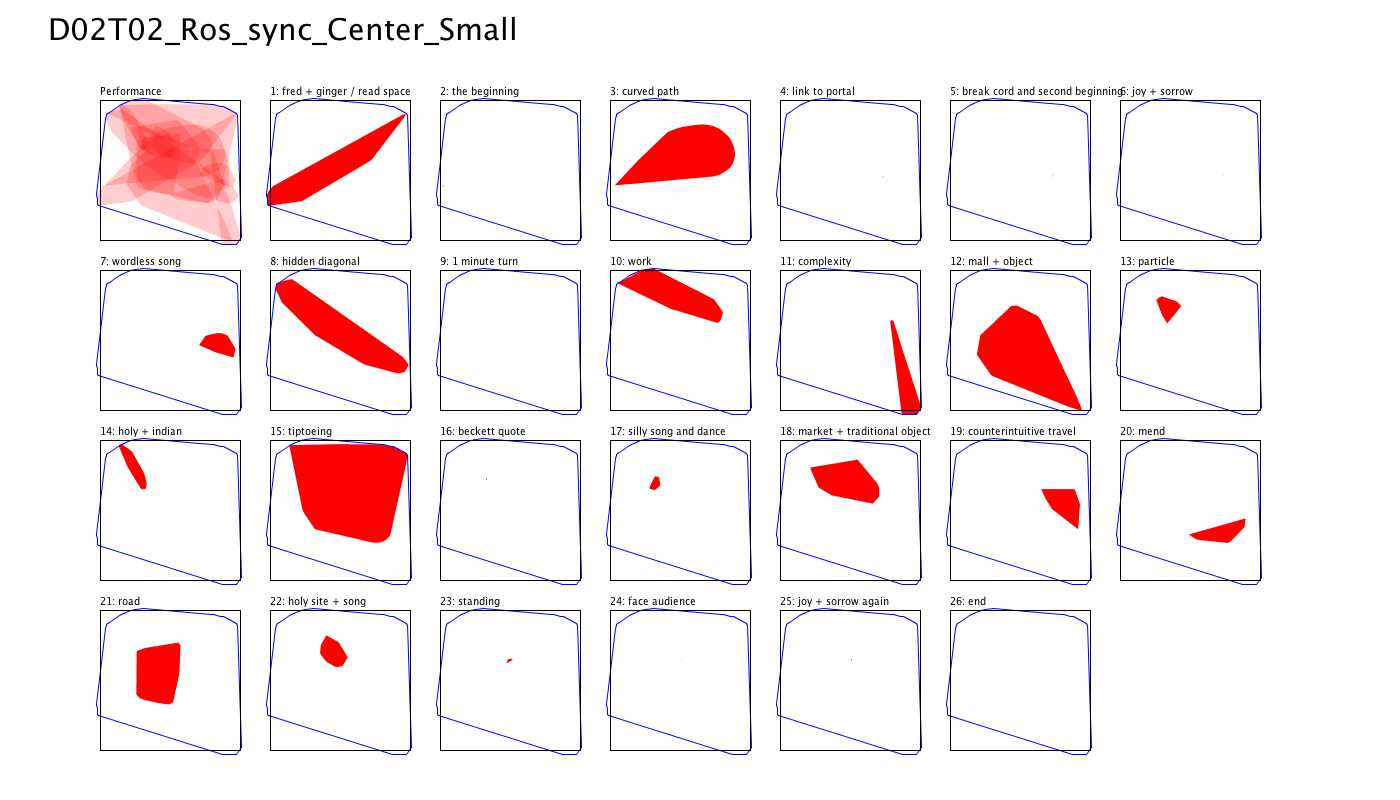 D02T02_Ros_sync_Center_Small
Performance
1: fred + ginger / read space
2: the beginning
3: curved path
4: link to portal
5: break cord and second beginning
6: joy + sorrow
7: wordless song
8: hidden diagonal
9: 1 minute turn
10: work
11: complexity
12: mall + object
13: particle
14: holy + indian
15: tiptoeing
16: beckett quote
17: silly song and dance
18: market + traditional object
19: counterintuitive travel
20: mend
21: road
22: holy site + song
23: standing
24: face audience
25: joy + sorrow again
26: end